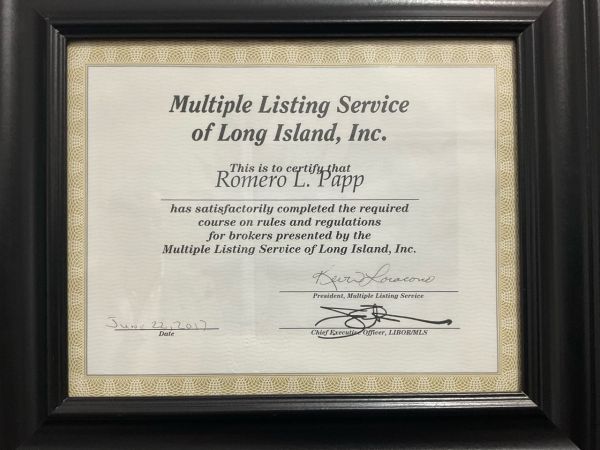 Multiple Listing Service
of Long Island, Inc.
This is to certify that
Romero L. Papp
has satisfactorily completed the required
course on rules and regulations
for brokers presented by the
Multiple Listing Service of Long Island, Inc.
President, Multiple Listing Service
June 22, 2017
Date
Chief Executive Officer, LIBOR/MLS